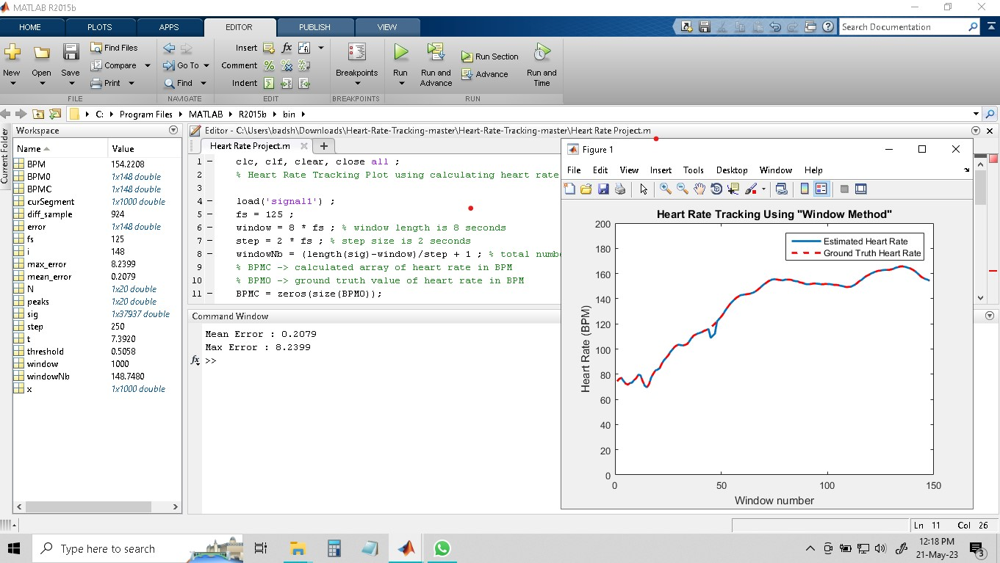 MATLAB R2015b
HOME PLOTS APPS EDITOR PUBLISH VIEW
Search Documentation
New Open Save
Find Files
Compare
Print
Go To
Find
Insert fx
Comment
Indent
Breakpoints
Run
Run and Advance
Run Section
Advance
Run and Time
FILE NAVIGATE EDIT BREAKPOINTS RUN
C: Program Files MATLAB R2015b bin
Current Folder
Workspace
Name Value
BPM 154.2208
BPM0 1x148 double
BPMC 1x148 double
curSegment 1x1000 double
diff_sample 924
error 1x148 double
fs 125
i 148
max_error 8.2399
mean_error 0.2079
N 1x20 double
peaks 1x20 double
sig 1x37937 double
step 250
t 7.3920
threshold 0.5058
window 1000
windowNb 148.7480
x 1x1000 double
Editor - C:\Users\badsh\Downloads\Heart-Rate-Tracking-master\Heart-Rate-Tracking-master\Heart Rate Project.m
Heart Rate Project.m
1 clc, clf, clear, close all ;
2 % Heart Rate Tracking Plot using calculating heart rate
3
4 load('signal1') ;
5 fs = 125 ;
6 window = 8 * fs ; % window length is 8 seconds
7 step = 2 * fs ; % step size is 2 seconds
8 windowNb = (length(sig)-window)/step + 1 ; % total numbe
9 % BPMC -> calculated array of heart rate in BPM
10 % BPM0 -> ground truth value of heart rate in BPM
11 BPMC = zeros(size(BPM0));
Command Window
Mean Error : 0.2079
Max Error : 8.2399
fx >>
Figure 1
File Edit View Insert Tools Desktop Window Help
Heart Rate Tracking Using "Window Method"
Estimated Heart Rate
Ground Truth Heart Rate
Heart Rate (BPM)
200
180
160
140
120
100
80
60
40
20
0
0 50 100 150
Window number
Ln 11 Col 26
Type here to search
12:18 PM
21-May-23
3